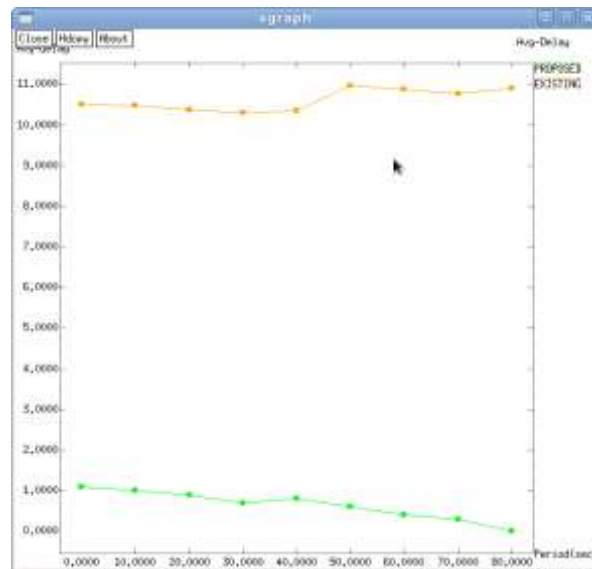 xgraph
Close Hdcpy About
Avg-Delay
Avg-Delay
PROPOSED
EXISTING
11.0000
10.0000
9.0000
8.0000
7.0000
6.0000
5.0000
4.0000
3.0000
2.0000
1.0000
0.0000
Period(sec
0.0000 10.0000 20.0000 30.0000 40.0000 50.0000 60.0000 70.0000 80.0000